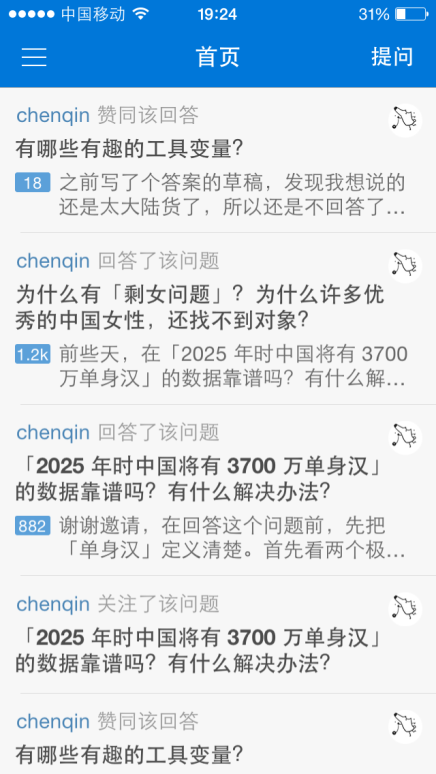 中国移动 19:24 31%
首页 提问
chenqin 赞同该回答
有哪些有趣的工具变量?
18 之前写了个答案的草稿，发现我想说的
还是太大陆货了，所以还是不回答了...
chenqin 回答了该问题
为什么有「剩女问题」? 为什么许多优
秀的中国女性，还找不到对象?
1.2k 前些天，在「2025 年时中国将有 3700
万单身汉」的数据靠谱吗? 有什么解...
chenqin 回答了该问题
「2025 年时中国将有 3700 万单身汉」
的数据靠谱吗? 有什么解决办法?
882 谢谢邀请，在回答这个问题前，先把
「单身汉」定义清楚。首先看两个极...
chenqin 关注了该问题
「2025 年时中国将有 3700 万单身汉」
的数据靠谱吗? 有什么解决办法?
chenqin 赞同该回答
有哪些有趣的工具变量?